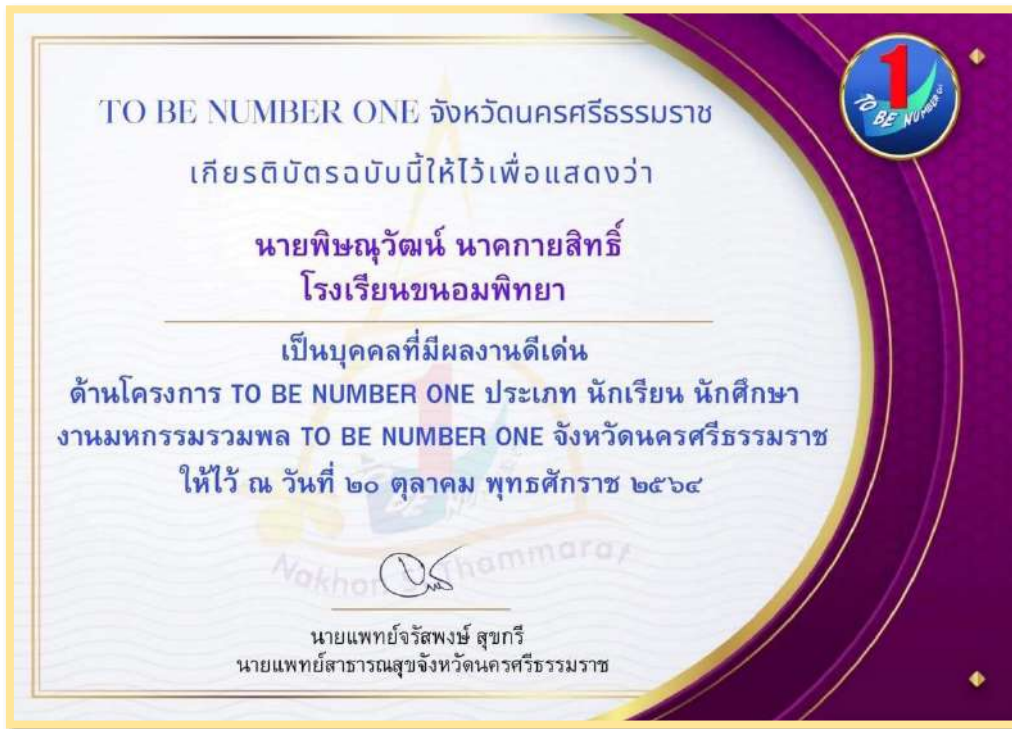 TO BE NUMBER ONE จังหวัดนครศรีธรรมราช
เกียรติบัตรฉบับนี้ให้ไว้เพื่อแสดงว่า
นายพิษณุวัฒน์ นาคกายสิทธิ์
โรงเรียนขนอมพิทยา
เป็นบุคคลที่มีผลงานดีเด่น
ด้านโครงการ TO BE NUMBER ONE ประเภท นักเรียน นักศึกษา
งานมหกรรมรวมพล TO BE NUMBER ONE จังหวัดนครศรีธรรมราช
ให้ไว้ ณ วันที่ ๒๐ ตุลาคม พุทธศักราช ๒๕๖๔
นายแพทย์จรัสพงษ์ สุขกรี
นายแพทย์สาธารณสุขจังหวัดนครศรีธรรมราช
1
TO BE NUMBER ONE